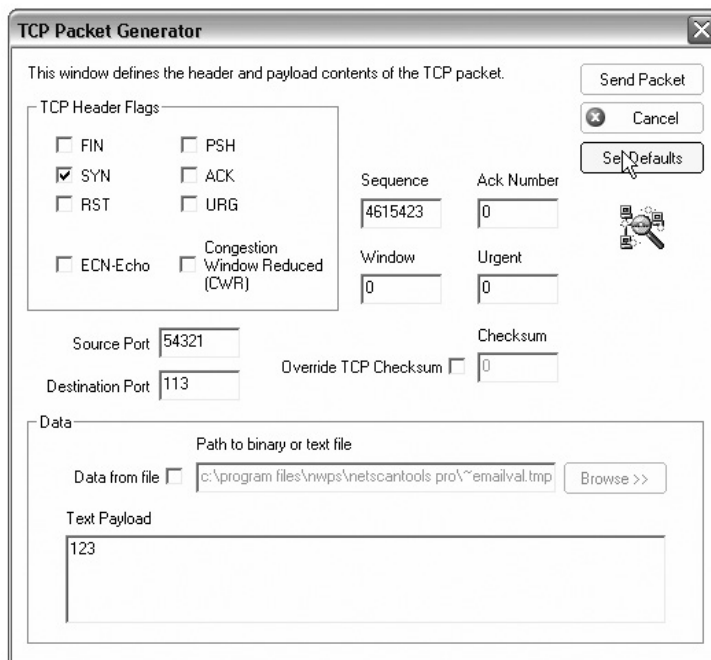 TCP Packet Generator
This window defines the header and payload contents of the TCP packet.
Send Packet
Cancel
Set Defaults
TCP Header Flags
FIN
PSH
SYN
ACK
RST
URG
ECN-Echo
Congestion
Window Reduced
(CWR)
Sequence
Ack Number
4615423
0
Window
Urgent
0
0
Source Port 54321
Destination Port 113
Override TCP Checksum
Checksum
0
Data
Path to binary or text file
Data from file
c:\program files\nwps\netscantools pro\~emailval.tmp
Browse >>
Text Payload
123